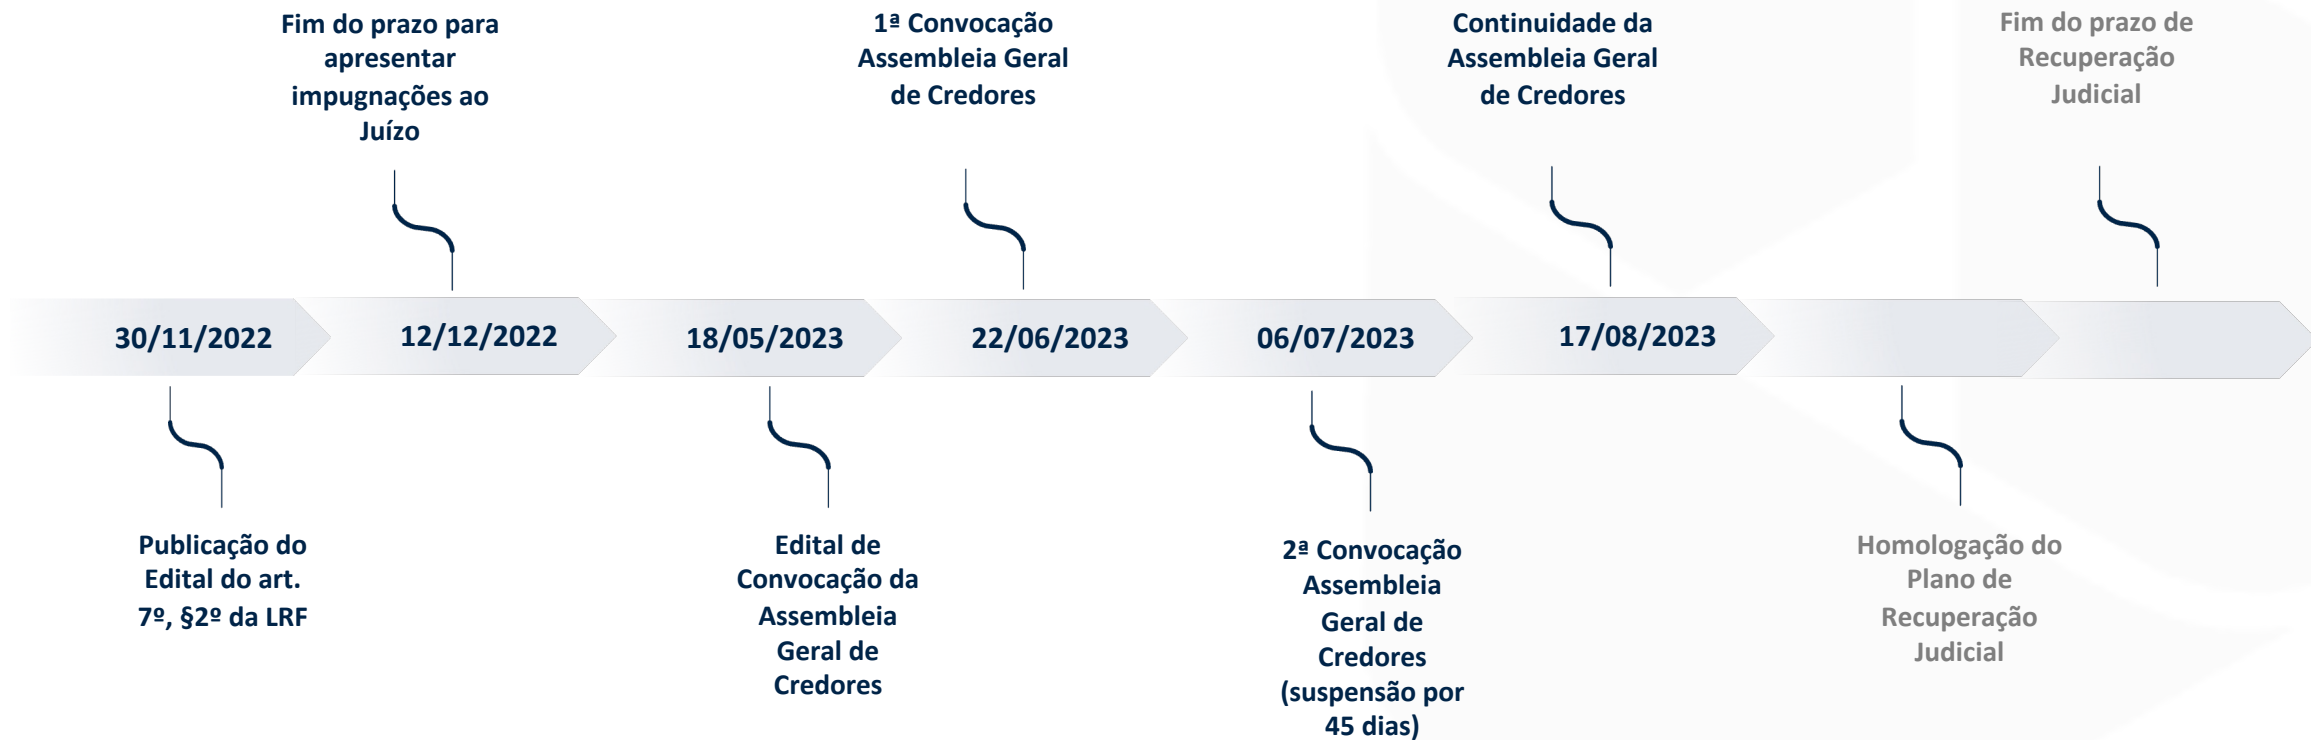 Fim do prazo para
apresentar
impugnações ao
Juízo
1ª Convocação
Assembleia Geral
de Credores
Continuidade da
Assembleia Geral
de Credores
Fim do prazo de
Recuperação
Judicial
30/11/2022
12/12/2022
18/05/2023
22/06/2023
06/07/2023
17/08/2023
Publicação do
Edital do art.
7º, §2º da LRF
Edital de
Convocação da
Assembleia
Geral de
Credores
2ª Convocação
Assembleia
Geral de
Credores
(suspensão por
45 dias)
Homologação do
Plano de
Recuperação
Judicial